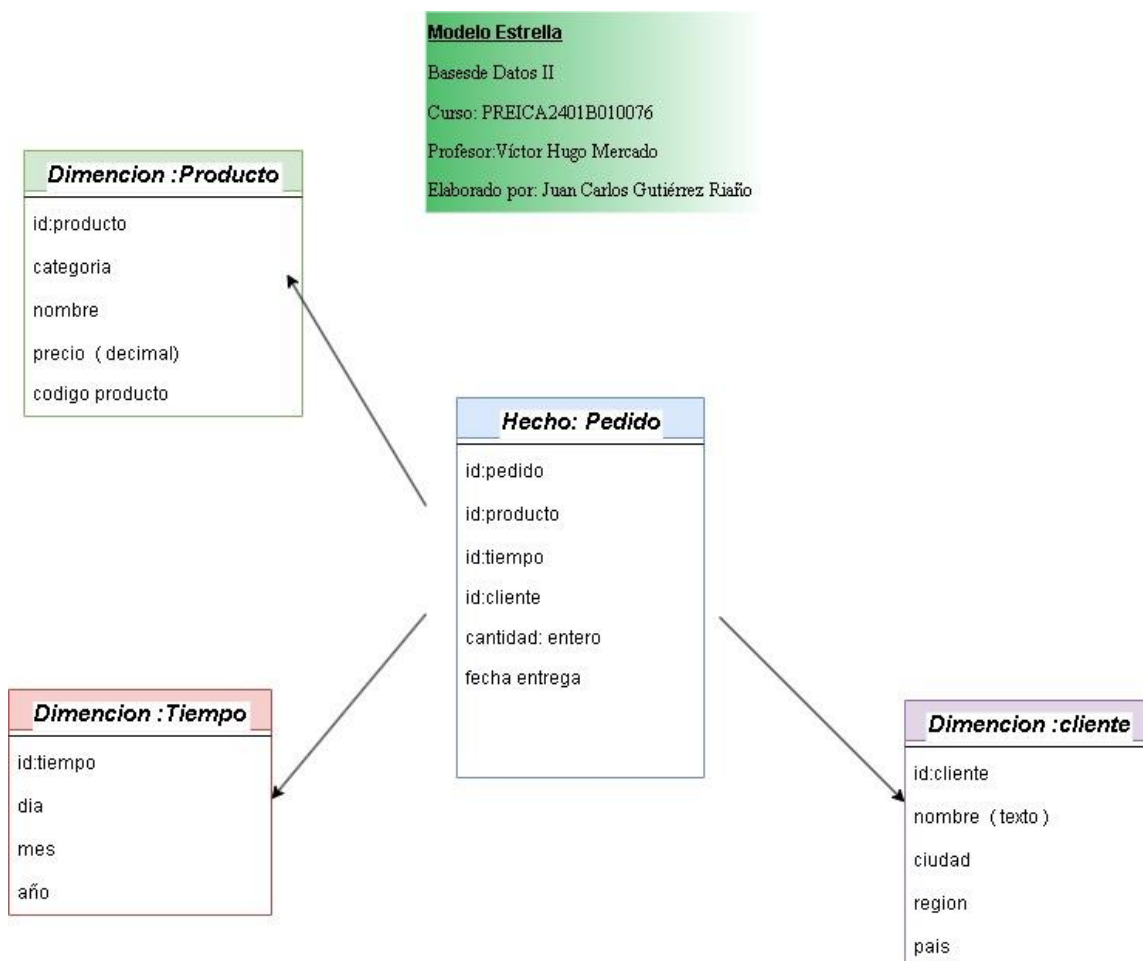 Modelo Estrella
Basesde Datos II
Curso: PREICA2401B010076
Profesor:Víctor Hugo Mercado
Elaborado por: Juan Carlos Gutiérrez Riaño
Dimencion :Producto
id:producto
categoria
nombre
precio ( decimal)
codigo producto
Hecho: Pedido
id:pedido
id:producto
id:tiempo
id:cliente
cantidad: entero
fecha entrega
Dimencion :Tiempo
id:tiempo
dia
mes
año
Dimencion :cliente
id:cliente
nombre ( texto )
ciudad
region
pais